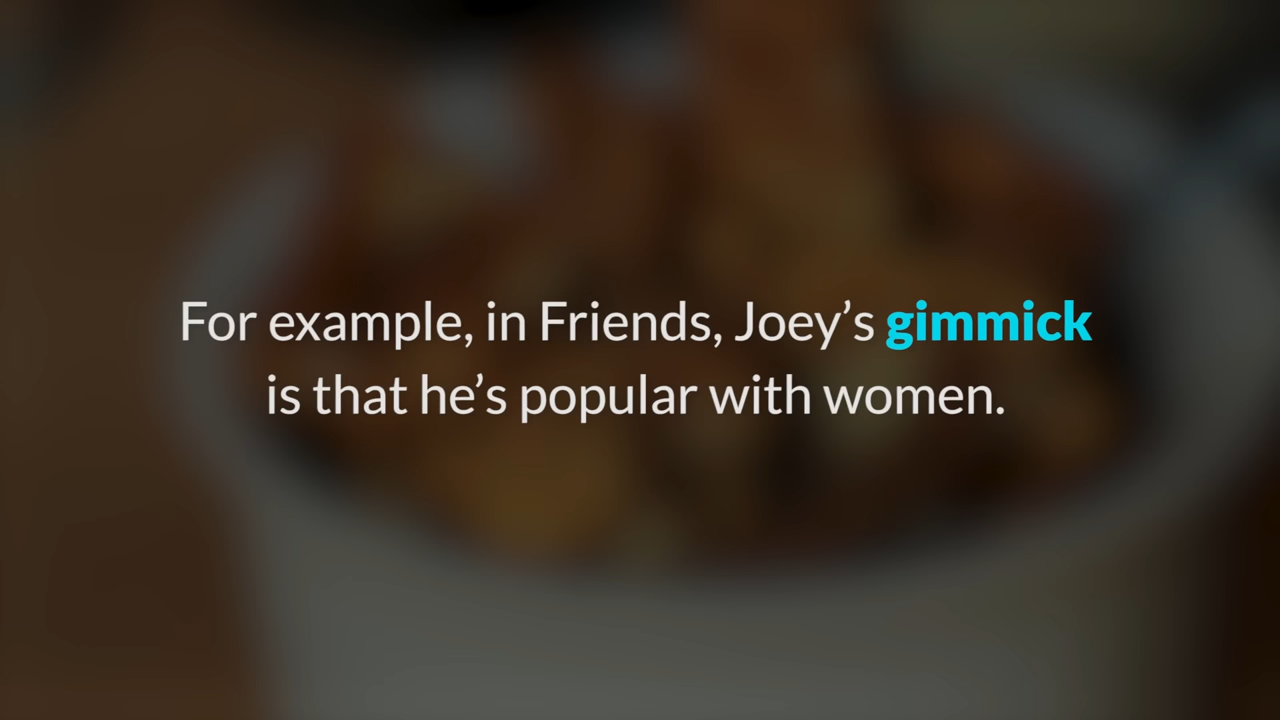 For example, in Friends, Joey’s gimmick
is that he’s popular with women.